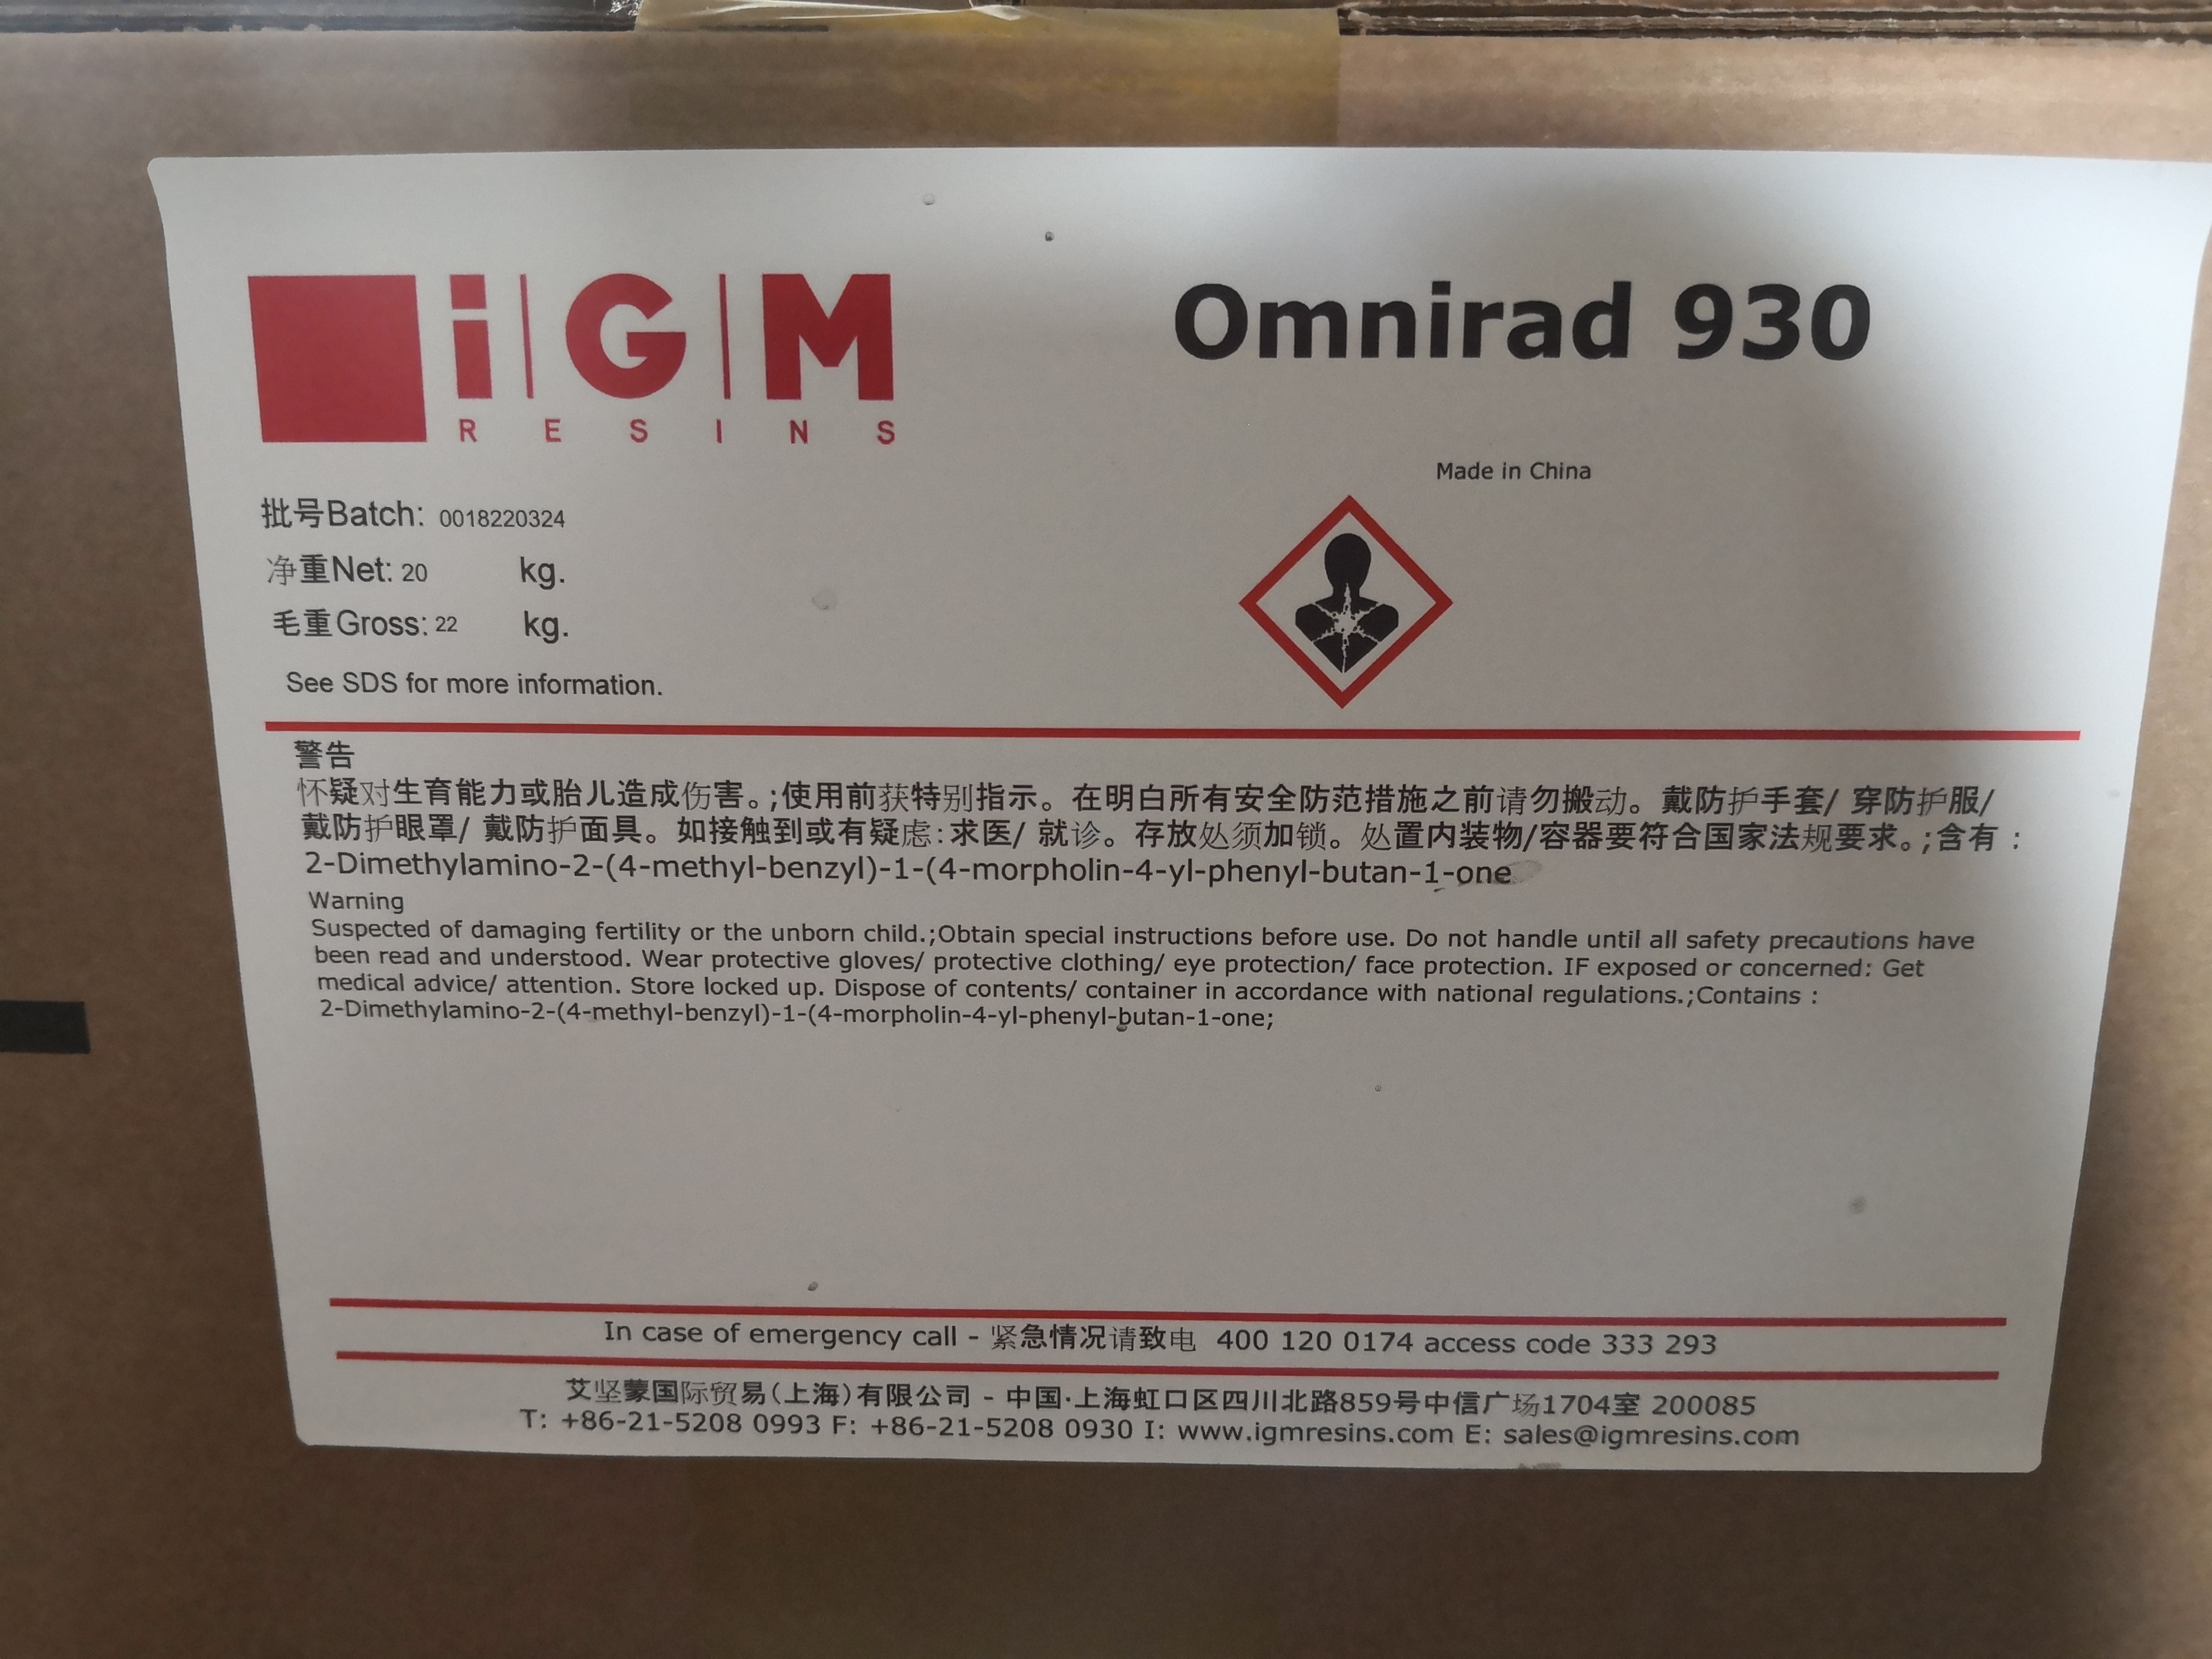 iGM
RESINS
Omnirad 930
Made in China
批号Batch: 0018220324
净重Net: 20 kg.
毛重Gross: 22 kg.
See SDS for more information.
警告
怀疑对生育能力或胎儿造成伤害。;使用前获特别指示。在明白所有安全防范措施之前请勿搬动。戴防护手套/ 穿防护服/
戴防护眼罩/ 戴防护面具。如接触到或有疑虑:求医/ 就诊。存放处须加锁。处置内装物/容器要符合国家法规要求。;含有 :
2-Dimethylamino-2-(4-methyl-benzyl)-1-(4-morpholin-4-yl-phenyl-butan-1-one
Warning
Suspected of damaging fertility or the unborn child.;Obtain special instructions before use. Do not handle until all safety precautions have
been read and understood. Wear protective gloves/ protective clothing/ eye protection/ face protection. IF exposed or concerned: Get
medical advice/ attention. Store locked up. Dispose of contents/ container in accordance with national regulations.;Contains :
2-Dimethylamino-2-(4-methyl-benzyl)-1-(4-morpholin-4-yl-phenyl-butan-1-one;
In case of emergency call - 紧急情况请致电 400 120 0174 access code 333 293
艾坚蒙国际贸易(上海)有限公司 - 中国·上海虹口区四川北路859号中信广场1704室 200085
T: +86-21-5208 0993 F: +86-21-5208 0930 I: www.igmresins.com E: sales@igmresins.com